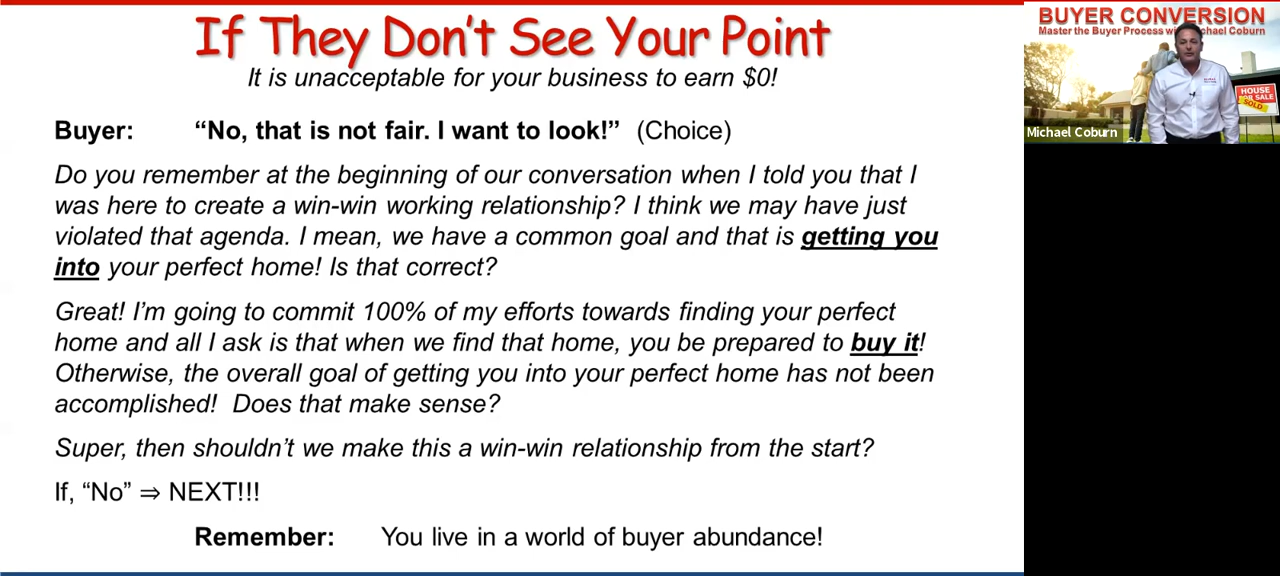 If They Don't See Your Point
It is unacceptable for your business to earn $0!
Buyer: “No, that is not fair. I want to look!” (Choice)
Do you remember at the beginning of our conversation when I told you that I
was here to create a win-win working relationship? I think we may have just
violated that agenda. I mean, we have a common goal and that is getting you
into your perfect home! Is that correct?
Great! I’m going to commit 100% of my efforts towards finding your perfect
home and all I ask is that when we find that home, you be prepared to buy it!
Otherwise, the overall goal of getting you into your perfect home has not been
accomplished! Does that make sense?
Super, then shouldn’t we make this a win-win relationship from the start?
If, “No” ⇒ NEXT!!!
Remember: You live in a world of buyer abundance!
BUYER CONVERSION
Master the Buyer Process Michael Coburn
HOUSE
FOR SALE
SOLD
Michael Coburn